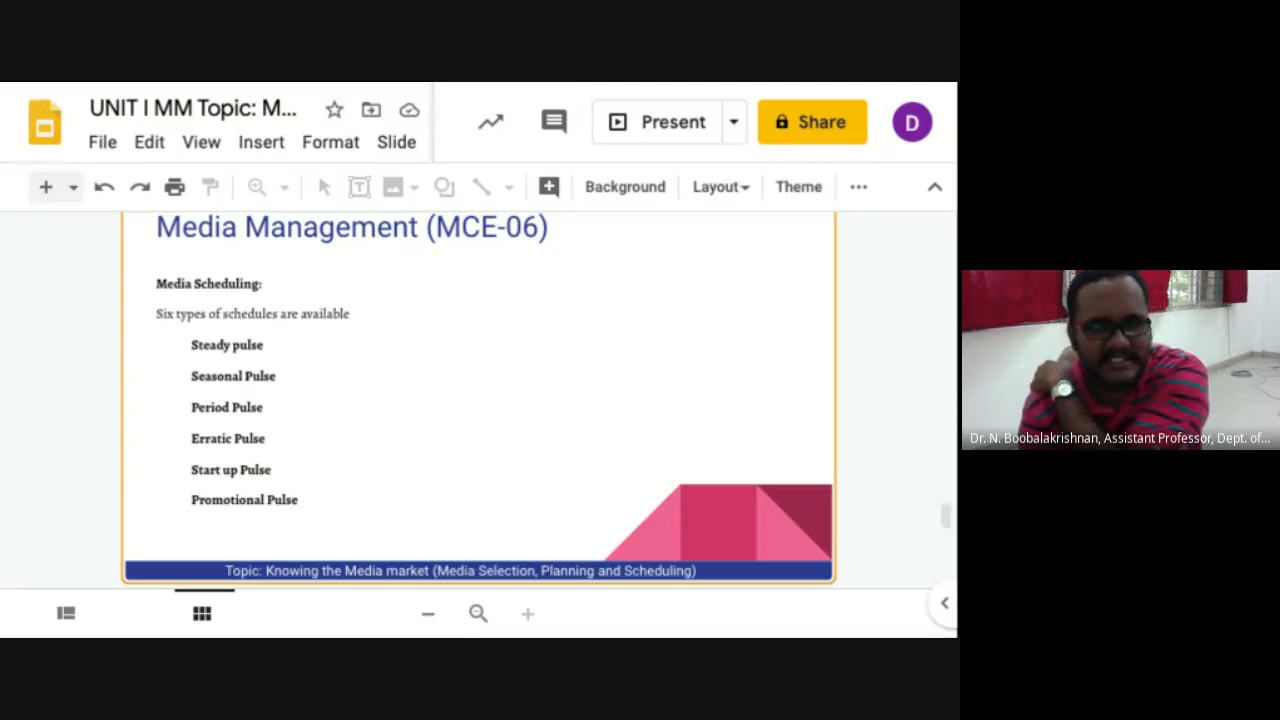 UNIT I MM Topic: M...
File Edit View Insert Format Slide
Present
Share
D
Background Layout Theme
Media Management (MCE-06)
Media Scheduling:
Six types of schedules are available
Steady pulse
Seasonal Pulse
Period Pulse
Erratic Pulse
Start up Pulse
Promotional Pulse
Topic: Knowing the Media market (Media Selection, Planning and Scheduling)
Dr. N. Boobalakrishnan, Assistant Professor, Dept. of...